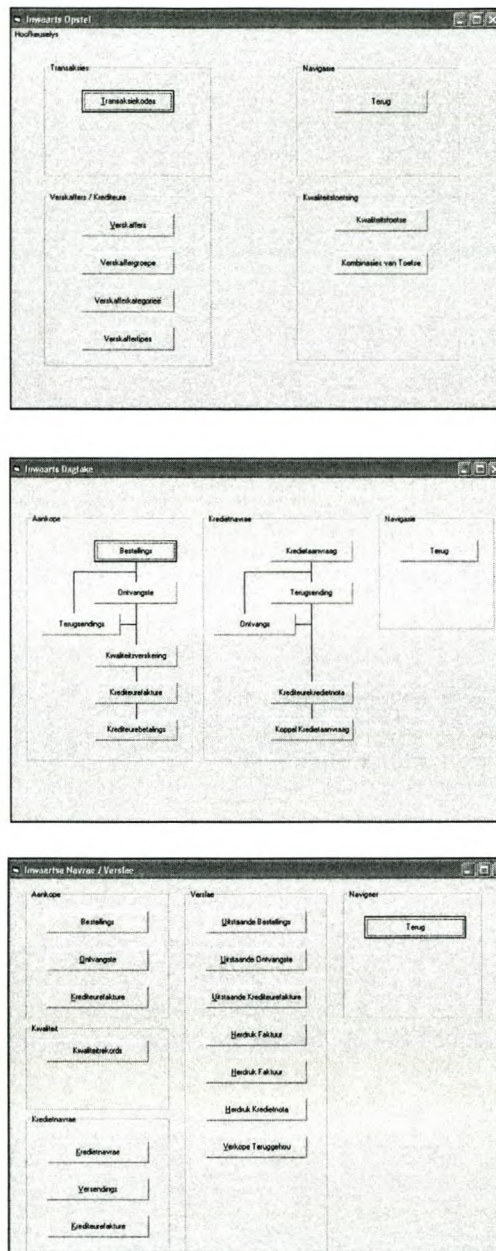 Inwaarts Opstel
Hoofkeuselys
Transaksies
Transaksiekodes
Navigasie
Terug
Verskaffers / Krediteure
Verskaffers
Verskaffergroepe
Verskafferkategorieë
Verskaffertipes
Kwaliteitstoetsing
Kwaliteitstoetse
Kombinasies van Toetse
Inwaarts Dagtake
Aankope
Bestellings
Ontvangste
Terugsendings
Kwaliteitsversekering
Krediteurefakture
Krediteurebetalings
Kredietnavrae
Kredietaanvraag
Terugsending
Ontvangs
Krediteurekredietnota
Koppel Kredietaanvraag
Navigasie
Terug
Inwaartse Navrae / Verslae
Aankope
Bestellings
Ontvangste
Krediteurefakture
Kwaliteit
Kwaliteitrekords
Kredietnavrae
Kredietnavrae
Versendings
Krediteurefakture
Verslae
Uitstaande Bestellings
Uitstaande Ontvangste
Uitstaande Krediteurefakture
Herdruk Faktuur
Herdruk Faktuur
Herdruk Kredietnota
Verkope Teruggehou
Navigeer
Terug